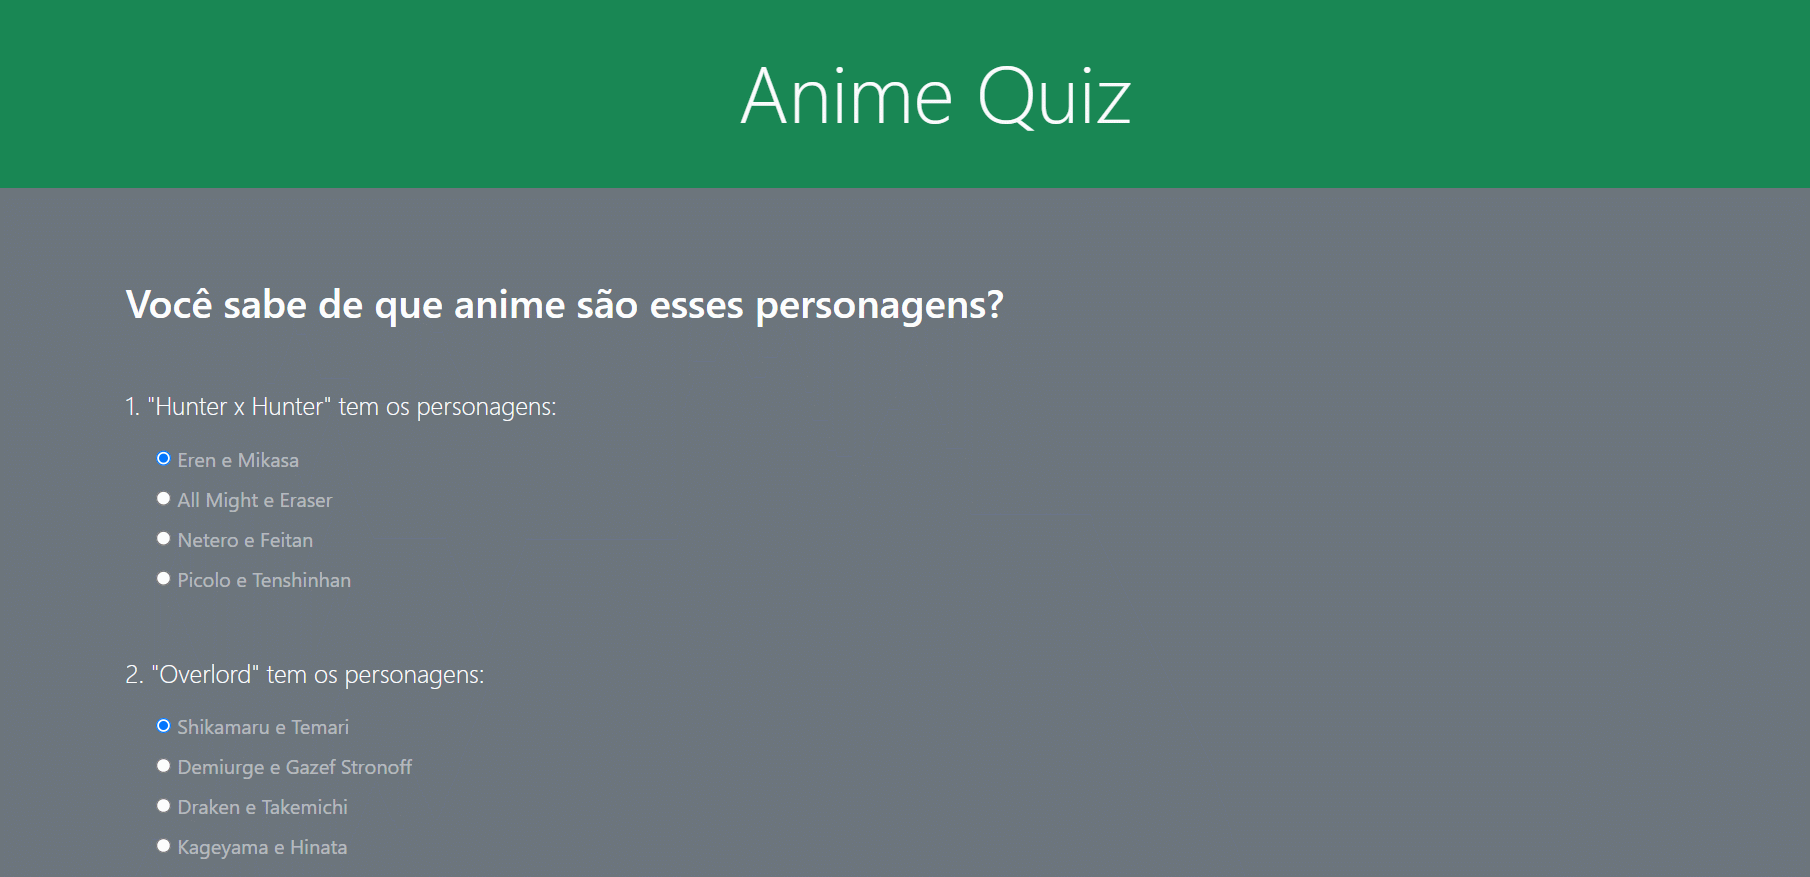 Anime Quiz
Você sabe de que anime são esses personagens?
1. "Hunter x Hunter" tem os personagens:
Eren e Mikasa
All Might e Eraser
Netero e Feitan
Picolo e Tenshinhan
2. "Overlord" tem os personagens:
Shikamaru e Temari
Demiurge e Gazef Stronoff
Draken e Takemichi
Kageyama e Hinata